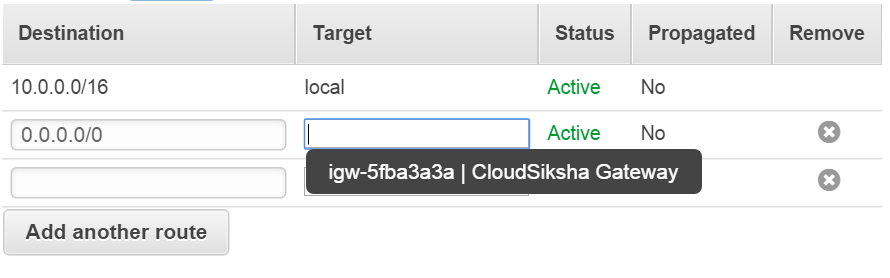 Destination Target Status Propagated Remove
10.0.0.0/16 local Active No
0.0.0.0/0 Active No
igw-5fba3a3a | CloudSiksha Gateway
Add another route